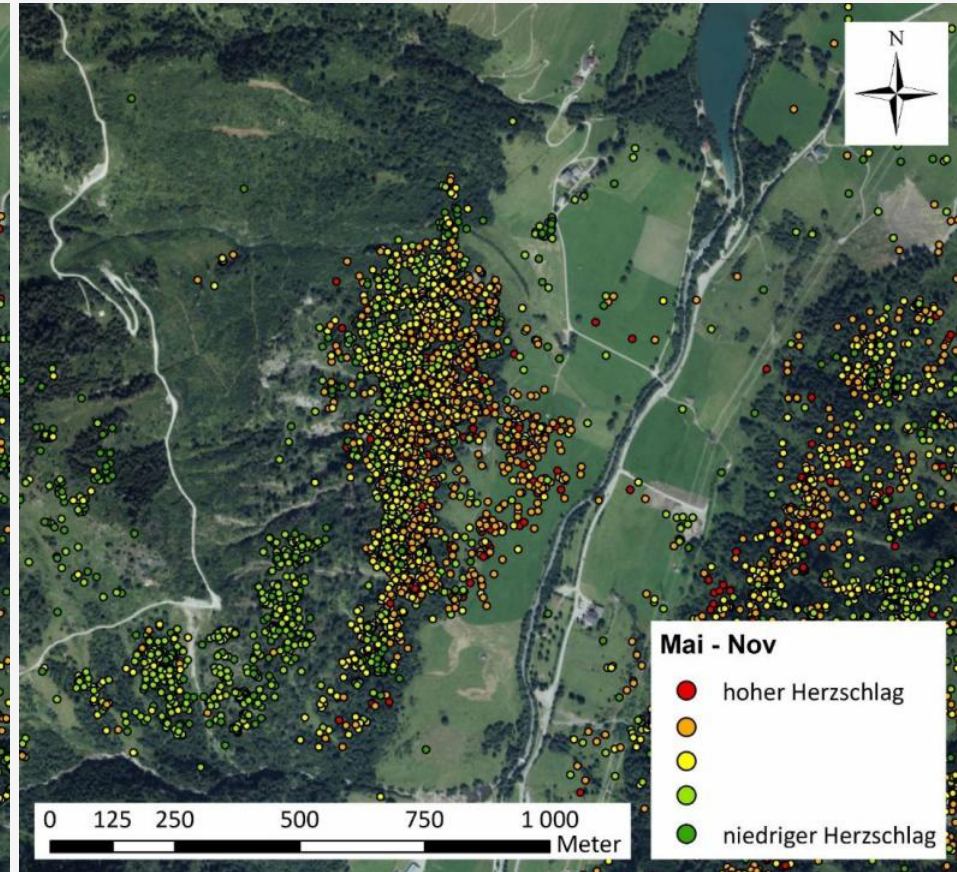 N
Mai - Nov
hoher Herzschlag
niedriger Herzschlag
0 125 250 500 750 1 000
Meter